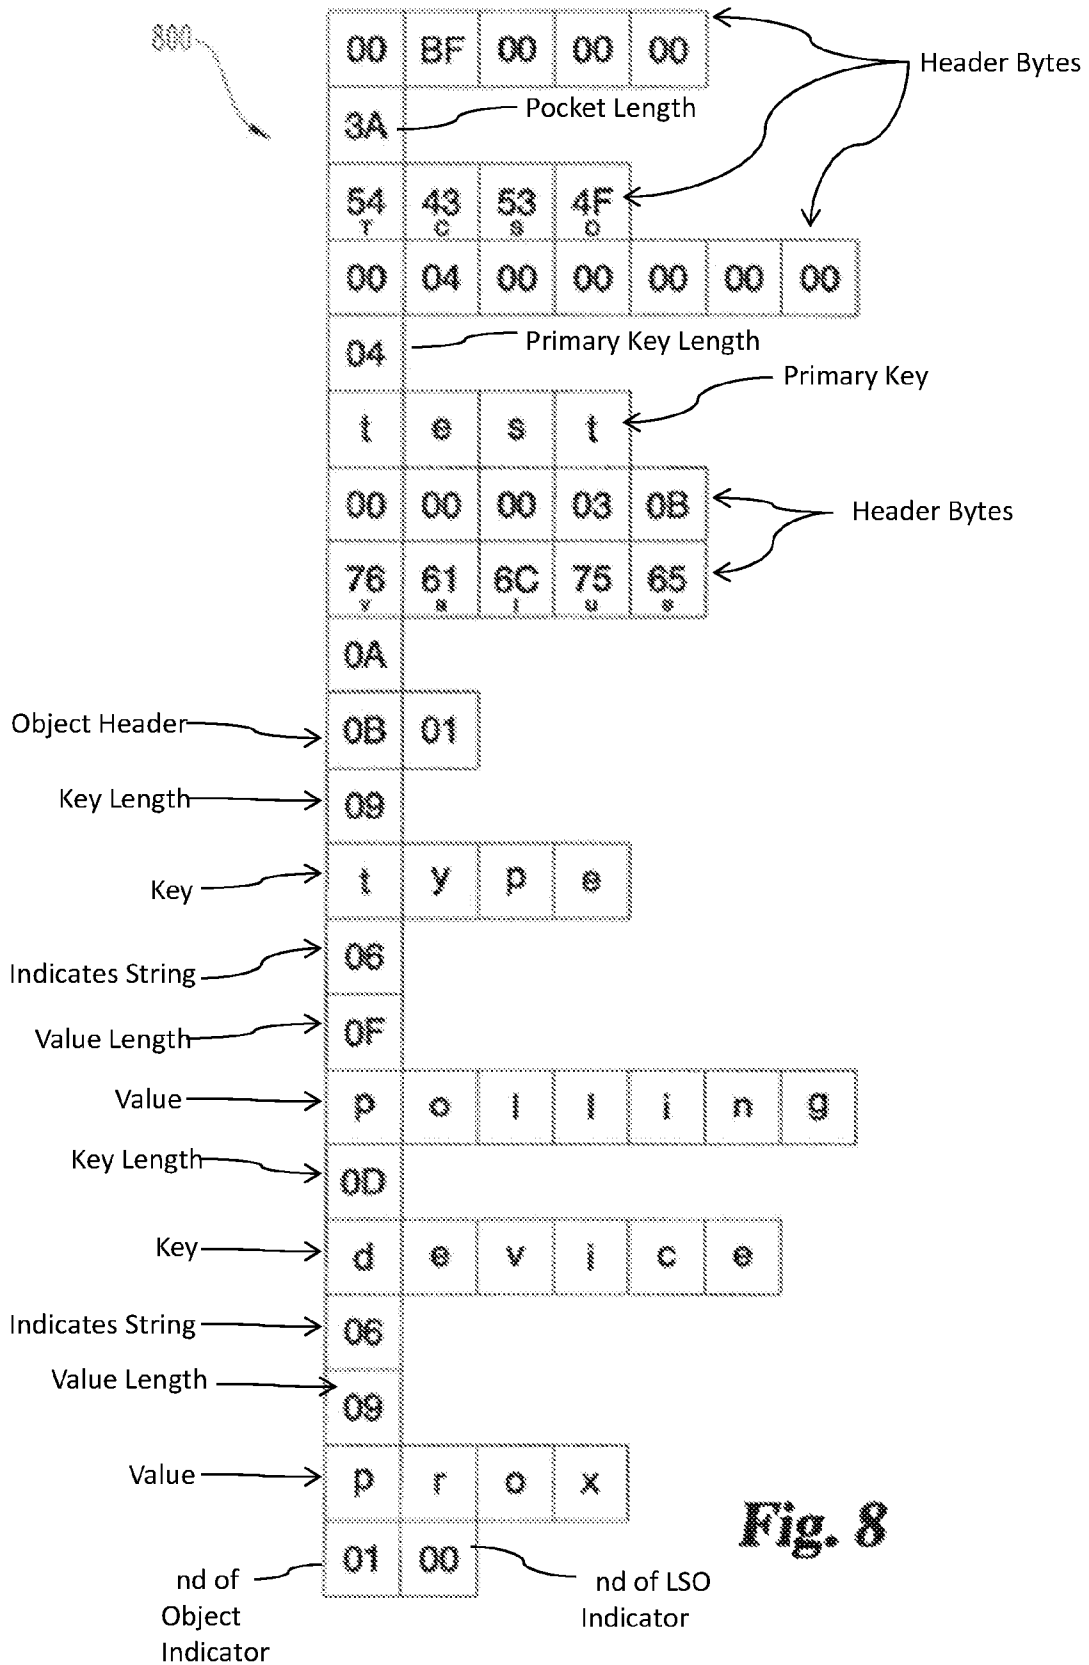 800
00 BF 00 00 00
Header Bytes
3A
Pocket Length
54 43 53 4F
T C S O
00 04 00 00 00 00 00
04
Primary Key Length
Primary Key
t e s t
00 00 00 03 0B
Header Bytes
76 61 6C 75 65
v a l u e
0A
Object Header
0B 01
Key Length
09
Key
t y p e
Indicates String
06
Value Length
0F
Value
p o l l i n g
Key Length
0D
Key
d e v i c e
Indicates String
06
Value Length
09
Value
p r o x
Fig. 8
01 00
nd of
Object
Indicator
nd of LSO
Indicator